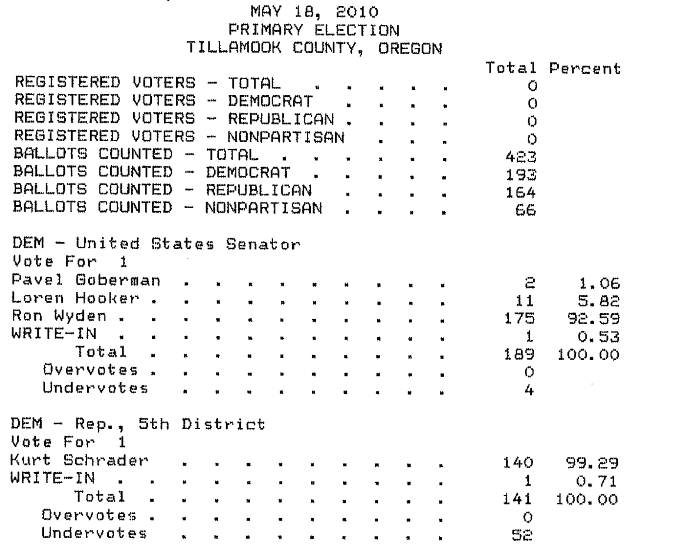 MAY 18, 2010
PRIMARY ELECTION
TILLAMOOK COUNTY, OREGON
Total Percent
REGISTERED VOTERS - TOTAL . . . . . 0
REGISTERED VOTERS - DEMOCRAT . . . . 0
REGISTERED VOTERS - REPUBLICAN . . . . 0
REGISTERED VOTERS - NONPARTISAN . . . 0
BALLOTS COUNTED - TOTAL . . . . . . 423
BALLOTS COUNTED - DEMOCRAT . . . . . 193
BALLOTS COUNTED - REPUBLICAN . . . . 164
BALLOTS COUNTED - NONPARTISAN . . . . 66
DEM - United States Senator
Vote For 1
Pavel Goberman . . . . . . . . . . 2 1.06
Loren Hooker . . . . . . . . . . . 11 5.82
Ron Wyden . . . . . . . . . . . . 175 92.59
WRITE-IN . . . . . . . . . . . . 1 0.53
Total . . . . . . . . . . 189 100.00
Overvotes . . . . . . . . . . 0
Undervotes . . . . . . . . . . 4
DEM - Rep., 5th District
Vote For 1
Kurt Schrader . . . . . . . . . 140 99.29
WRITE-IN . . . . . . . . . . . . 1 0.71
Total . . . . . . . . . . 141 100.00
Overvotes . . . . . . . . . . 0
Undervotes . . . . . . . . . . 52